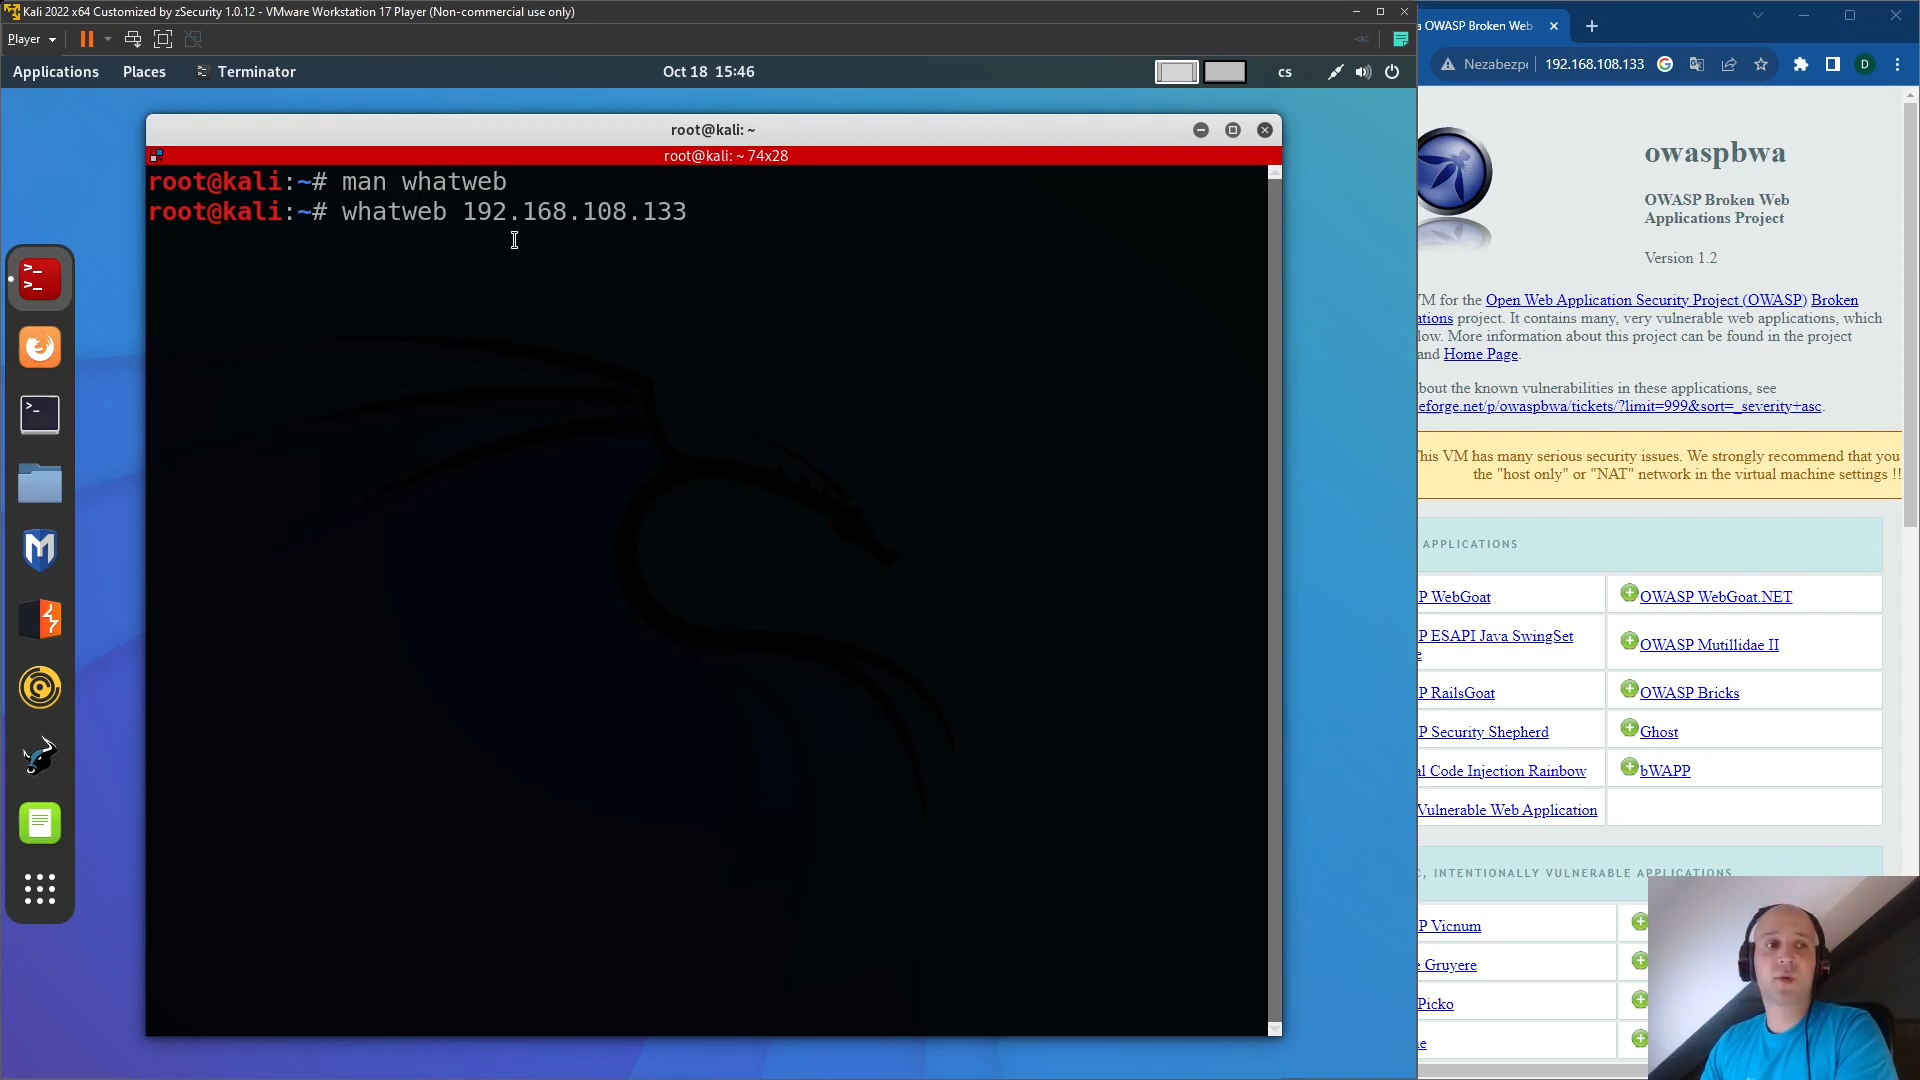 Kali 2022 x64 Customized by zSecurity 1.0.12 - VMware Workstation 17 Player (Non-commercial use only)
Player
Applications Places Terminator Oct 18 15:46 cs
root@kali: ~
root@kali: ~ 74x28
root@kali:~# man whatweb
root@kali:~# whatweb 192.168.108.133
a OWASP Broken Web
Nezabezpe 192.168.108.133 D
owaspbwa
OWASP Broken Web
Applications Project
Version 1.2
VM for the Open Web Application Security Project (OWASP) Broken
ations project. It contains many, very vulnerable web applications, which
low. More information about this project can be found in the project
and Home Page.
bout the known vulnerabilities in these applications, see
eforge.net/p/owaspbwa/tickets/?limit=999&sort=_severity+asc.
This VM has many serious security issues. We strongly recommend that you
the "host only" or "NAT" network in the virtual machine settings !!
APPLICATIONS
P WebGoat
OWASP WebGoat.NET
P ESAPI Java SwingSet
e
OWASP Mutillidae II
P RailsGoat
OWASP Bricks
P Security Shepherd
Ghost
al Code Injection Rainbow
bWAPP
Vulnerable Web Application
C, INTENTIONALLY VULNERABLE APPLICATIONS
P Vicnum
e Gruyere
Picko
e